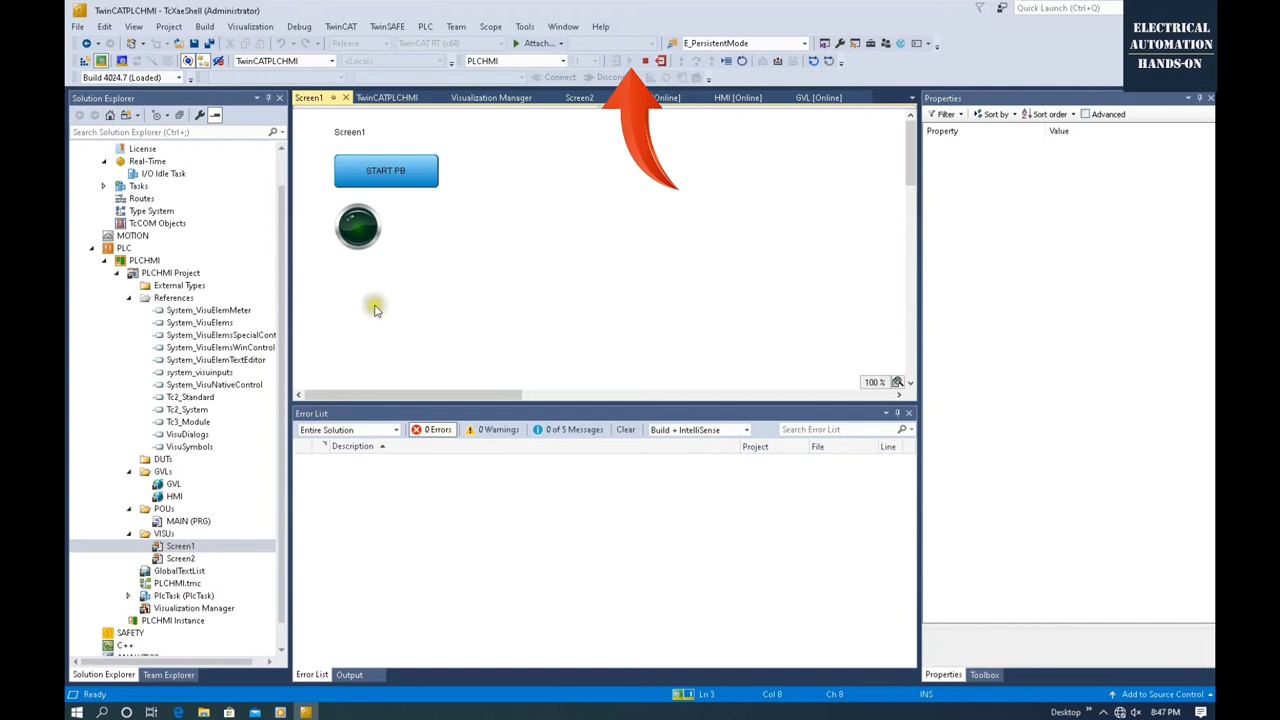 TwinCATPLCHMI - TcXaeShell (Administrator)
Quick Launch (Ctrl+;)
ELECTRICAL
AUTOMATION
HANDS-ON
File Edit View Project Build Visualization Debug TwinCAT TwinSAFE PLC Team Scope Tools Window Help
Release TwinCAT RT (x64) Attach... E_PersistentMode
TwinCATPLCHMI <Local> PLCHMI 1
Build 4024.7 (Loaded) Connect
Solution Explorer
Screen1 TwinCATPLCHMI Visualization Manager Screen2 [Online] HMI [Online] GVL [Online]
Properties
Search Solution Explorer (Ctrl+;)
Filter Sort by Sort order Advanced
Property Value
License
Real-Time
I/O Idle Task
Tasks
Routes
Type System
TcCOM Objects
MOTION
PLC
PLCHMI
PLCHMI Project
External Types
References
System_VisuElemMeter
System_VisuElems
System_VisuElemsSpecialCont
System_VisuElemsWinControl
System_VisuElemTextEditor
system_visuinputs
System_VisuNativeControl
Tc2_Standard
Tc2_System
Tc3_Module
VisuDialogs
VisuSymbols
DUTs
GVLs
GVL
HMI
POUs
MAIN (PRG)
VISUs
Screen1
Screen2
GlobalTextList
PLCHMI.tmc
PlcTask (PlcTask)
Visualization Manager
PLCHMI Instance
SAFETY
C++
Solution Explorer Team Explorer
Screen1
START PB
100 %
Error List
Entire Solution 0 Errors 0 Warnings 0 of 5 Messages Clear Build + IntelliSense Search Error List
Description Project File Line
Error List Output
Properties Toolbox
Ready Ln 3 Col 8 Ch 8 INS Add to Source Control
Desktop 8:47 PM